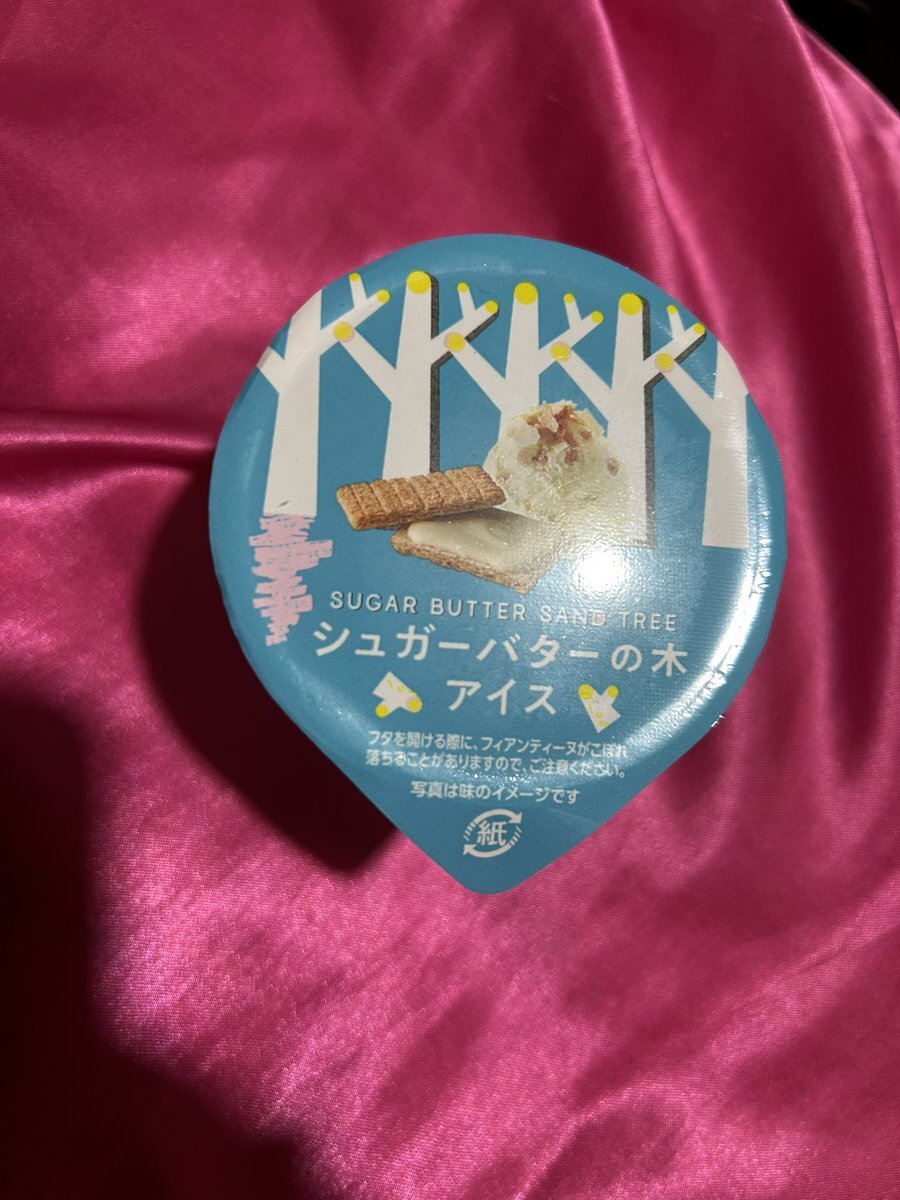 SUGAR BUTTER SAND TREE
シュガーバターの木
アイス
フタを開ける際に、フィアンティーヌがこぼれ
落ちることがありますので、ご注意ください。
写真は味のイメージです
紙